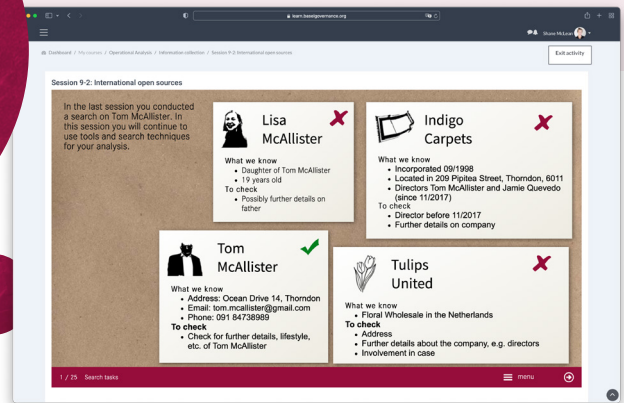 learn.baselgovernance.org
Shane McLean
Dashboard / My courses / Operational Analysis / Information collection / Session 9-2: International open sources
Exit activity
Session 9-2: International open sources
In the last session you conducted
a search on Tom McAllister. In
this session you will continue to
use tools and search techniques
for your analysis.
Lisa
McAllister
What we know
• Daughter of Tom McAllister
• 19 years old
To check
• Possibly further details on
father
Indigo
Carpets
What we know
• Incorporated 09/1998
• Located in 209 Pipitea Street, Thorndon, 6011
• Directors Tom McAllister and Jamie Quevedo
(since 11/2017)
To check
• Director before 11/2017
• Further details on company
Tom
McAllister
What we know
• Address: Ocean Drive 14, Thorndon
• Email: tom.mcallister@gmail.com
• Phone: 091 84738989
To check
• Check for further details, lifestyle,
etc. of Tom McAllister
Tulips
United
What we know
• Floral Wholesale in the Netherlands
To check
• Address
• Further details about the company, e.g. directors
• Involvement in case
1 / 25 Search tasks
menu